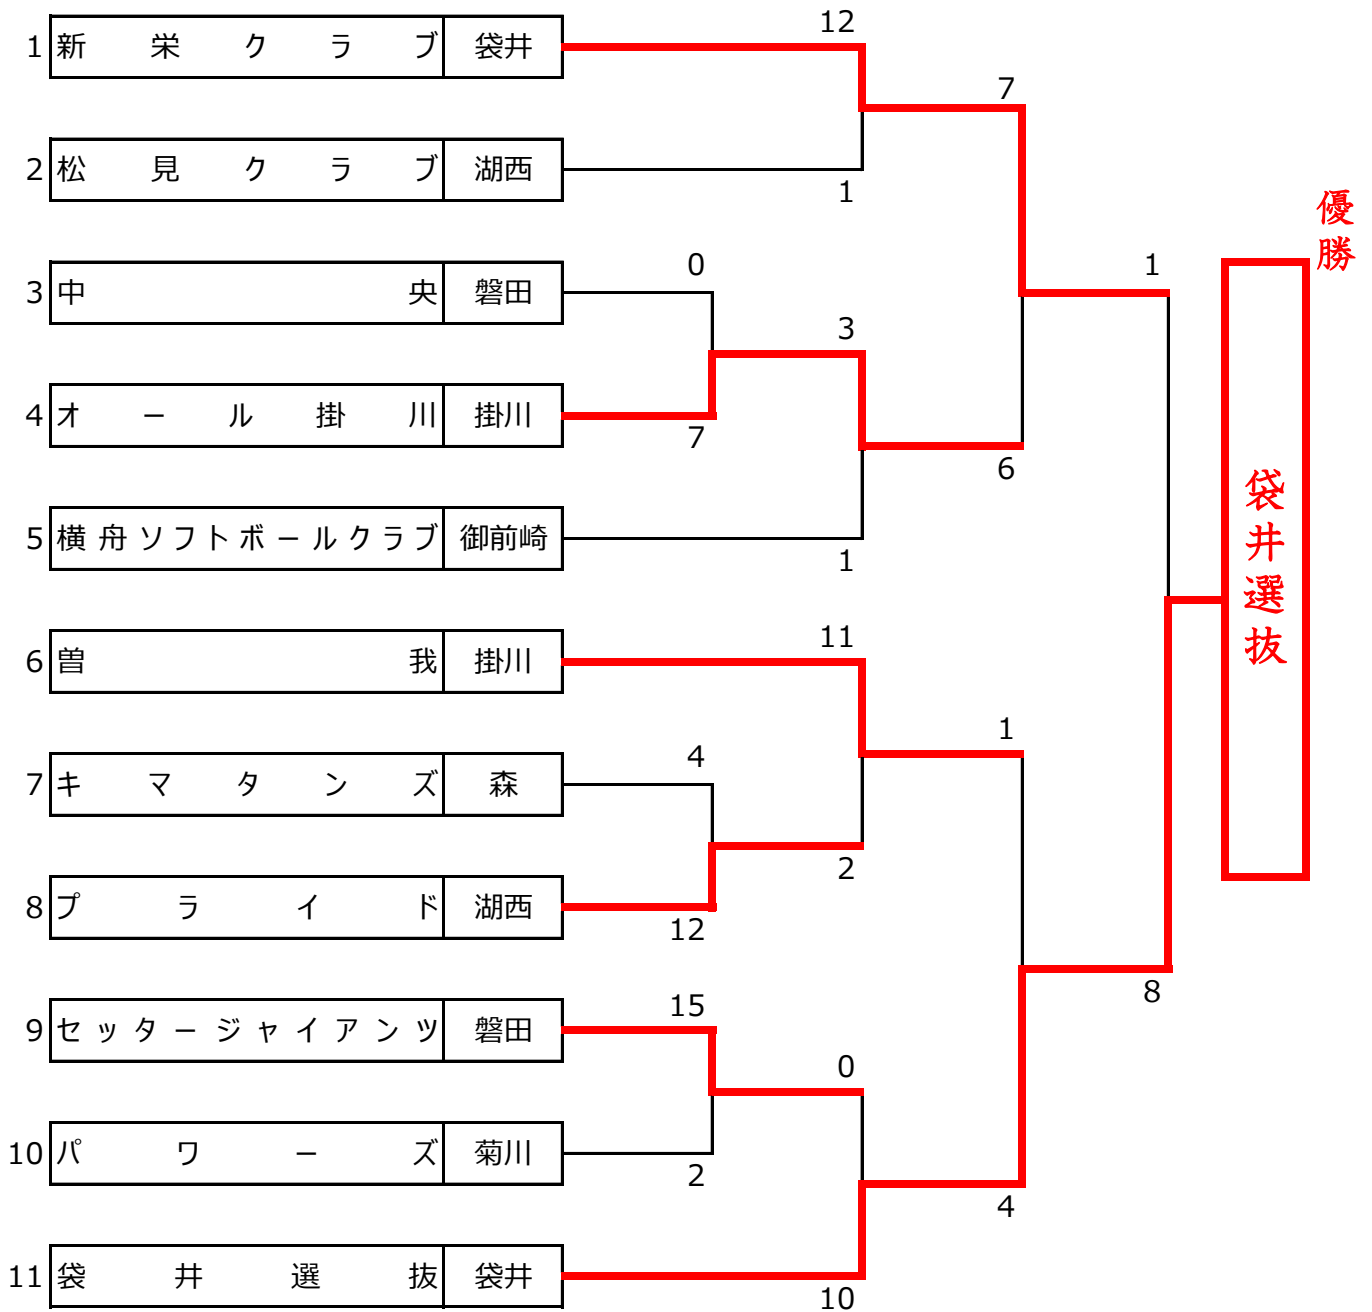 12
1 新栄クラブ 袋井
7
2 松見クラブ 湖西
1
優勝
0
1
3 中央 磐田
3
4 オール掛川 掛川
7
6
5 横舟ソフトボールクラブ 御前崎
1
袋井選抜
11
6 曽我 掛川
1
4
7 キマタンズ 森
2
8 プライド 湖西
12
15
8
9 セッタージャイアンツ 磐田
0
10 パワーズ 菊川
2
4
11 袋井選抜 袋井
10